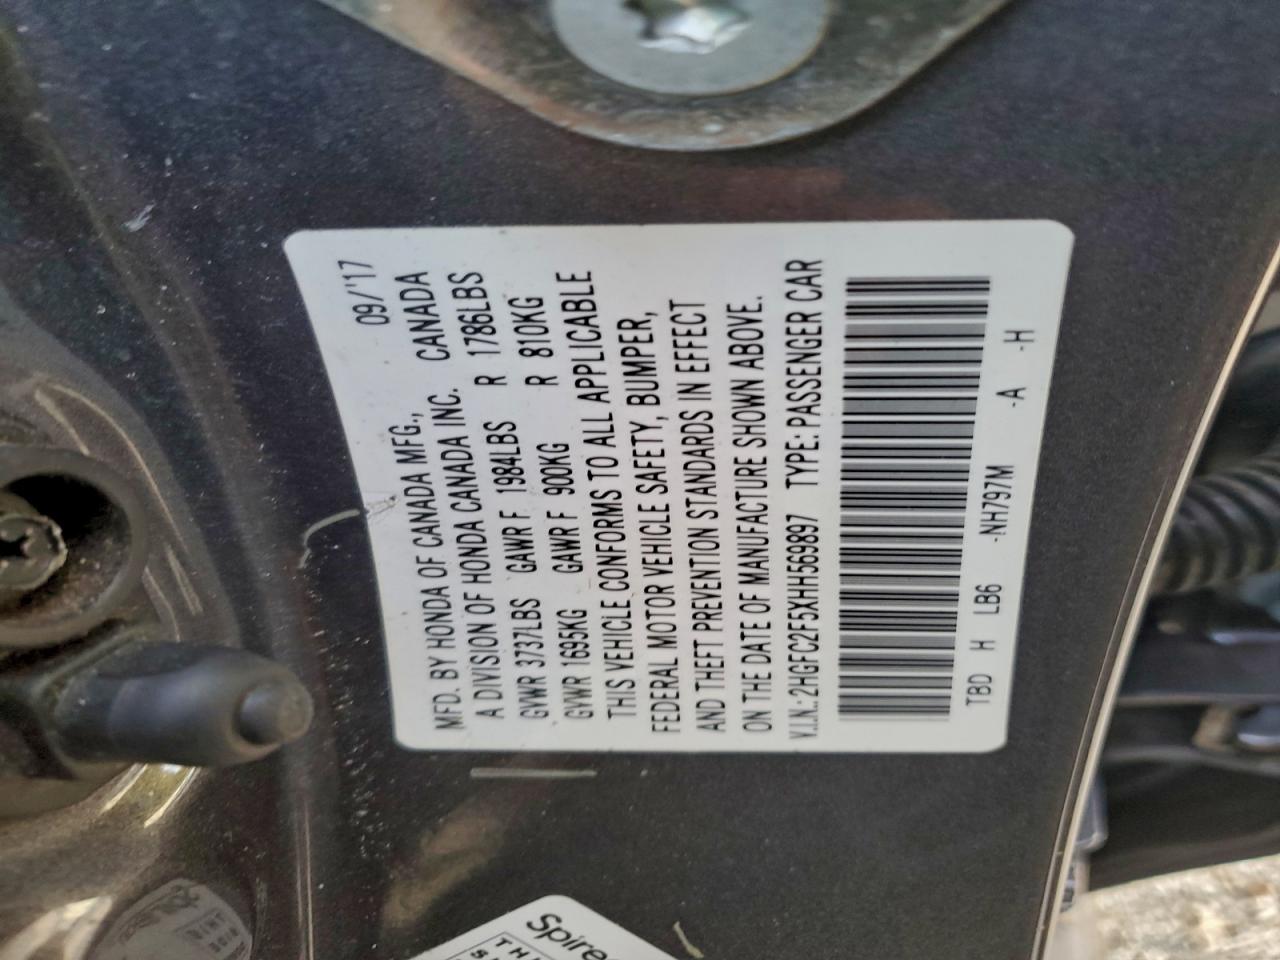 09/'17
MFD. BY HONDA OF CANADA MFG.,
A DIVISION OF HONDA CANADA INC. CANADA
GVWR 3737LBS GAWR F 1984LBS R 1786LBS
GVWR 1695KG GAWR F 900KG R 810KG
THIS VEHICLE CONFORMS TO ALL APPLICABLE
FEDERAL MOTOR VEHICLE SAFETY, BUMPER,
AND THEFT PREVENTION STANDARDS IN EFFECT
ON THE DATE OF MANUFACTURE SHOWN ABOVE.
V.I.N.: 2HGFC2F5XHH569897 TYPE: PASSENGER CAR
TBD H LB6 -NH797M -A -H